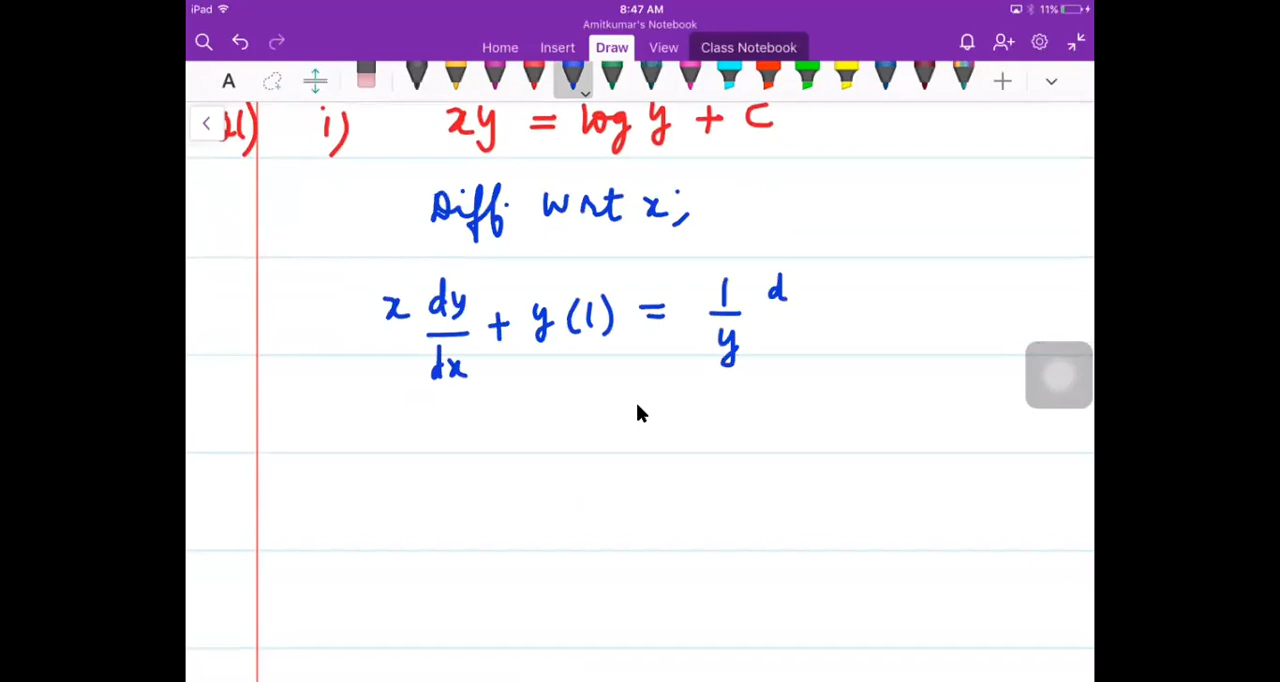 iPad 8:47 AM 11%
Amitkumar's Notebook
Home Insert Draw View Class Notebook
A
i) xy = log y + c
Diff. wrt x;
x dy/dx + y(1) = 1/y d